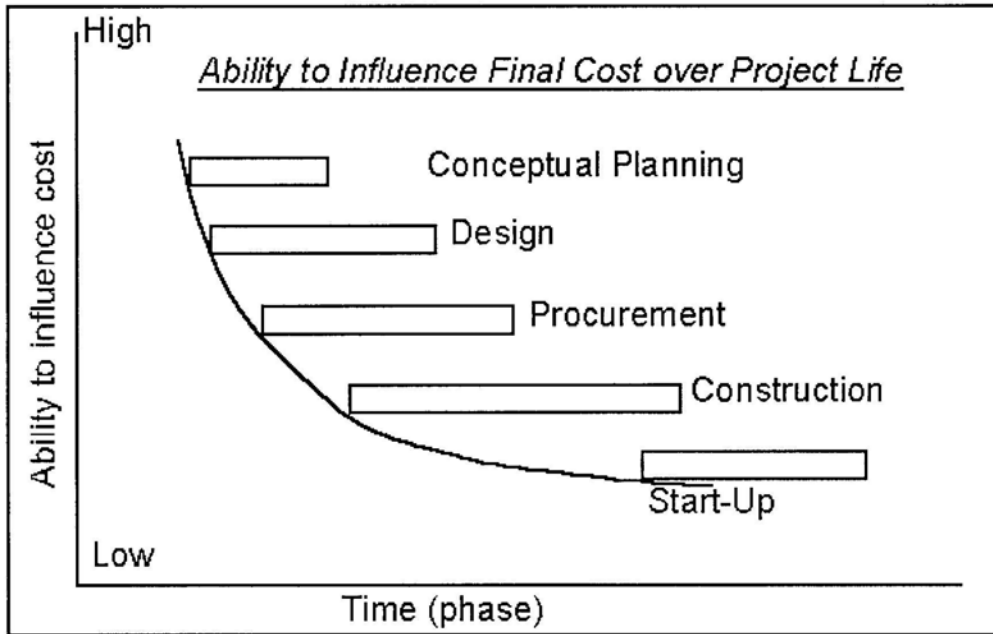 High
Ability to Influence Final Cost over Project Life
Ability to influence cost
Conceptual Planning
Design
Procurement
Construction
Start-Up
Low
Time (phase)